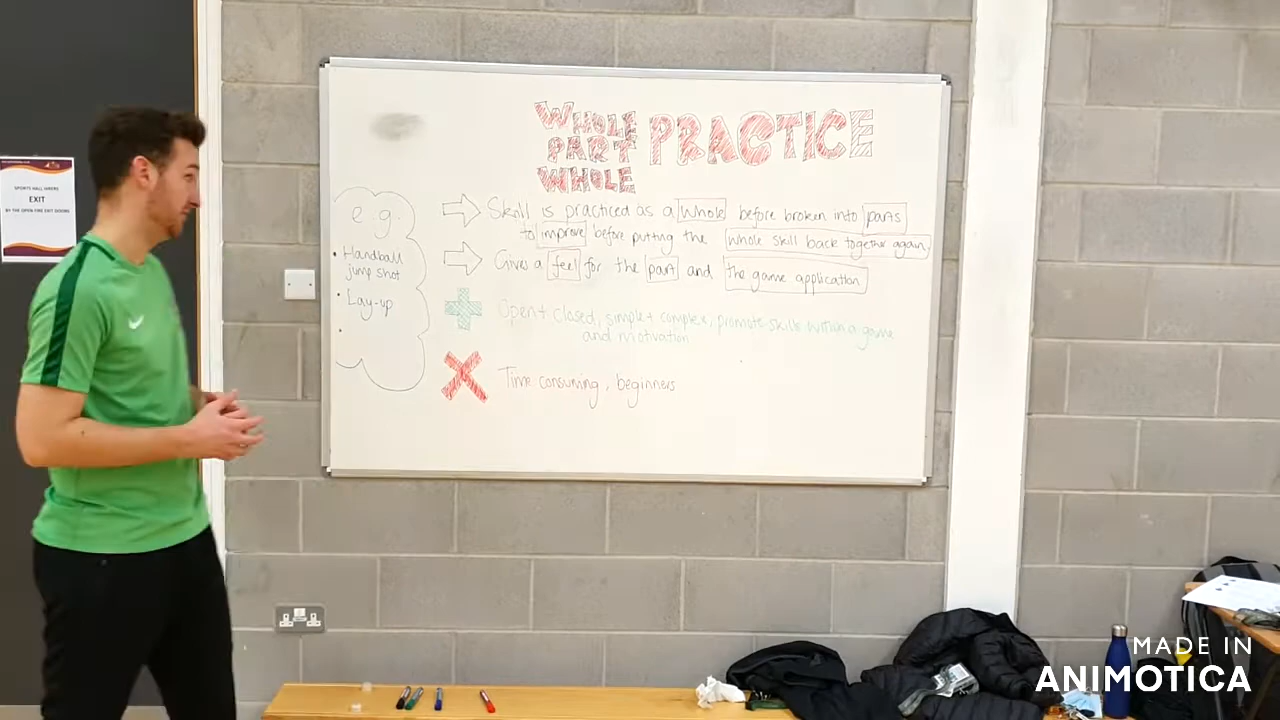 WHOLE
PART
WHOLE
PRACTICE
e.g.
• Handball
jump shot
• Lay-up
•
Skill is practiced as a whole before broken into parts
to improve before putting the whole skill back together again,
Gives a feel for the part and the game application
Open + closed, simple + complex, promote skills within a game
and motivation
Time consuming, beginners
SPORTS HALL
EXIT
BY THE OPEN FIRE EXIT DOORS
MADE IN
ANIMOTICA